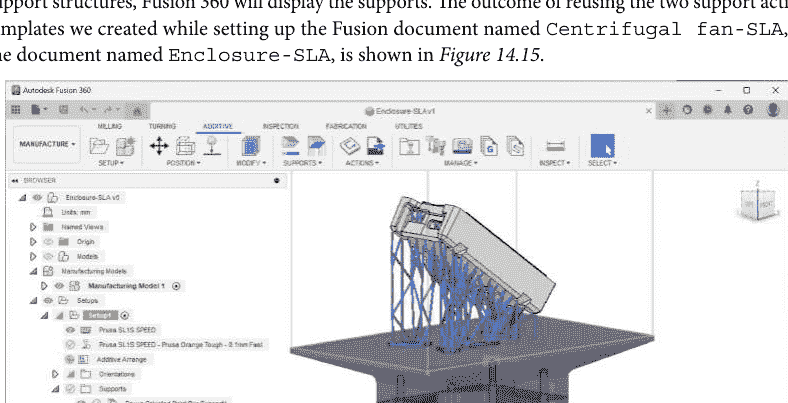 upport structures, Fusion 360 will display the supports. The outcome of reusing the two support acti
emplates we created while setting up the Fusion document named Centrifugal fan-SLA,
he document named Enclosure-SLA, is shown in Figure 14.15.
Autodesk Fusion 360
Enclosure-SLA v1
MILLING TURNING ADDITIVE INSPECTION FABRICATION UTILITIES
MANUFACTURE
SETUP POSITION MODIFY SUPPORTS ACTIONS MANAGE INSPECT SELECT
BROWSER
Enclosure-SLA v1
Units: mm
Named Views
Origin
Models
Manufacturing Models
Manufacturing Model 1
Setups
Setup1
Prusa SL1S SPEED
Prusa SL1S SPEED - Prusa Orange Tough - 0.1mm Fast
Additive Arrange
Orientations
Supports